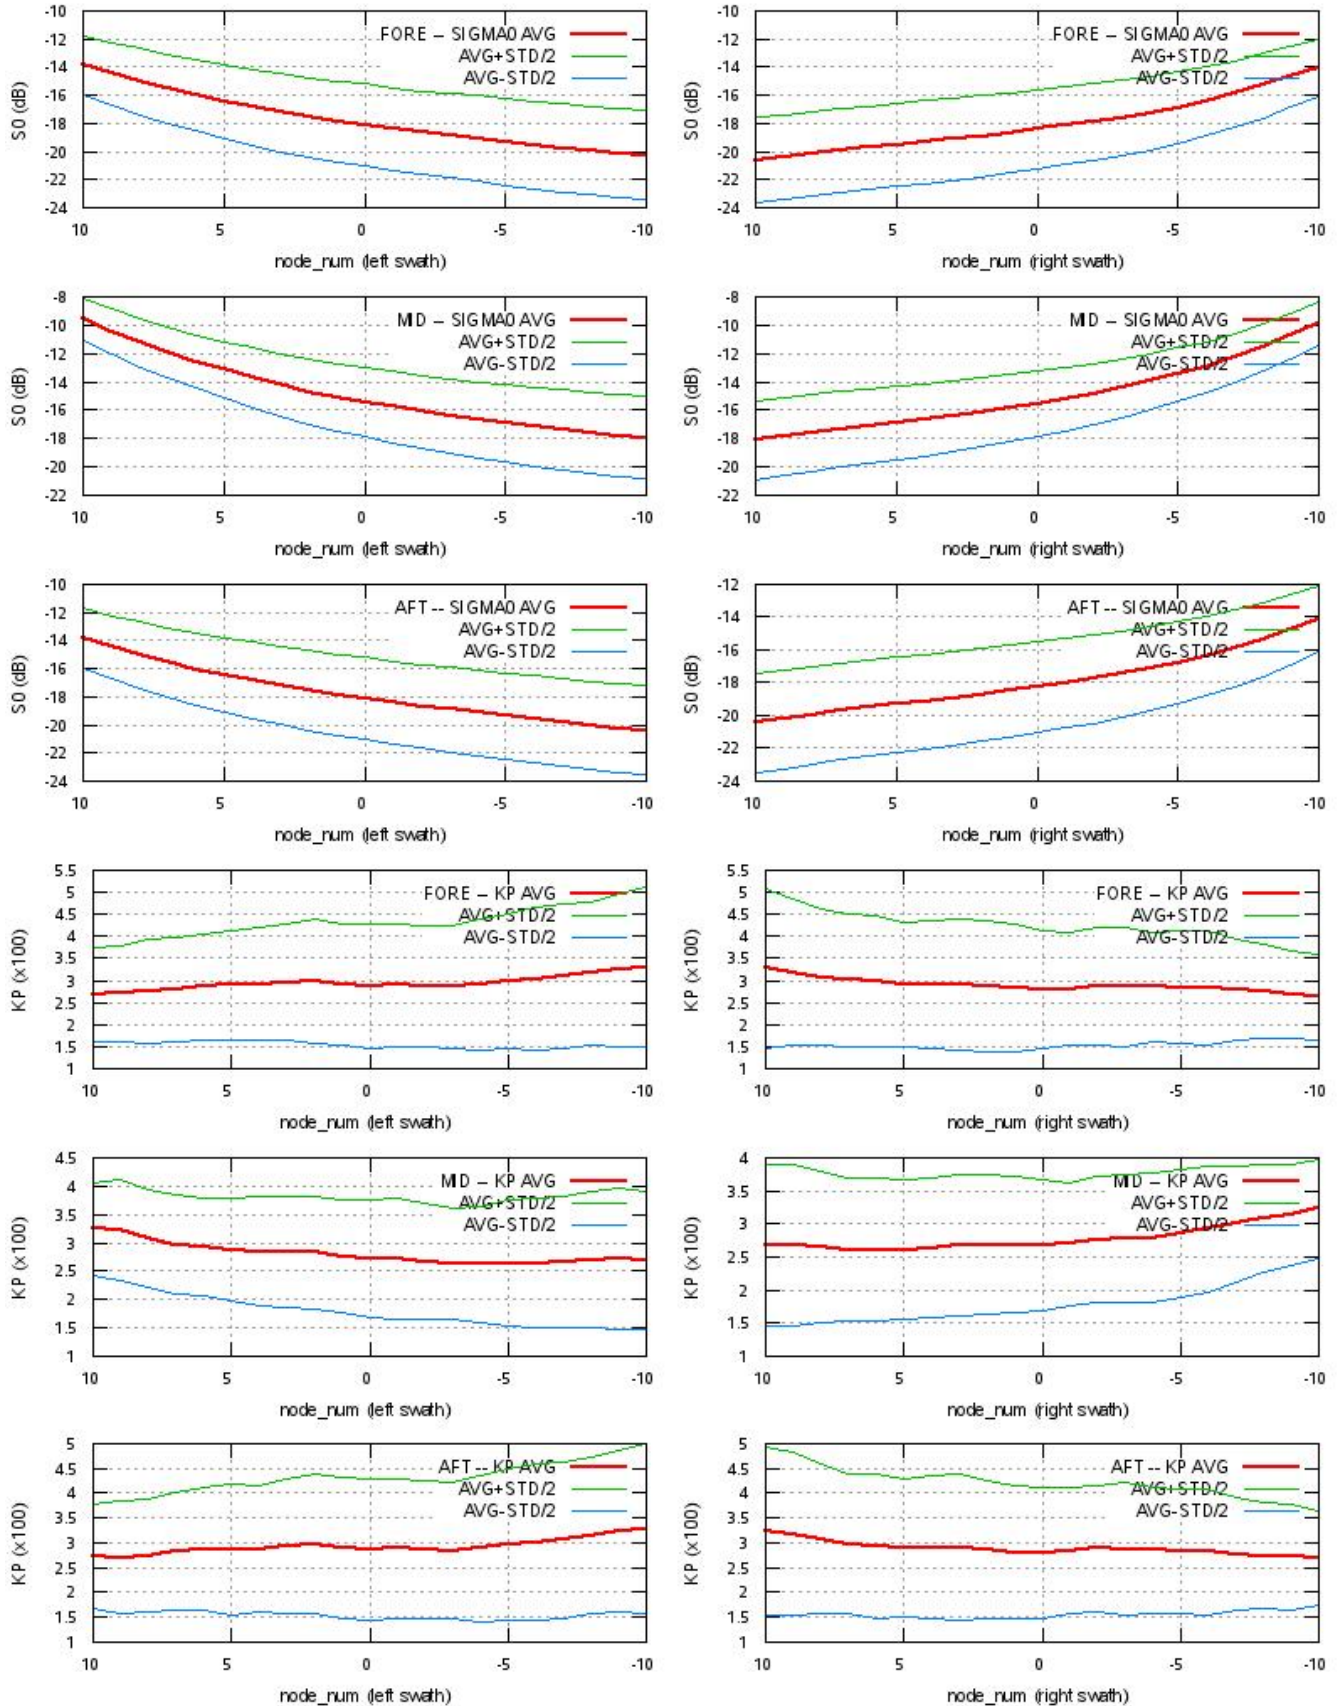 -10
-12
-14
-16
-18
-20
-22
-24
S0 (dB)
FORE – SIGMA0 AVG
AVG+STD/2
AVG-STD/2
10 5 0 -5 -10
node_num (left swath)
-10
-12
-14
-16
-18
-20
-22
-24
S0 (dB)
FORE – SIGMA0 AVG
AVG+STD/2
AVG-STD/2
10 5 0 -5 -10
node_num (right swath)
-8
-10
-12
-14
-16
-18
-20
-22
S0 (dB)
MID – SIGMA0 AVG
AVG+STD/2
AVG-STD/2
10 5 0 -5 -10
node_num (left swath)
-8
-10
-12
-14
-16
-18
-20
-22
S0 (dB)
MID – SIGMA0 AVG
AVG+STD/2
AVG-STD/2
10 5 0 -5 -10
node_num (right swath)
-10
-12
-14
-16
-18
-20
-22
-24
S0 (dB)
AFT -- SIGMA0 AVG
AVG+STD/2
AVG-STD/2
10 5 0 -5 -10
node_num (left swath)
-12
-14
-16
-18
-20
-22
-24
S0 (dB)
AFT -- SIGMA0 AVG
AVG+STD/2
AVG-STD/2
10 5 0 -5 -10
node_num (right swath)
5.5
5
4.5
4
3.5
3
2.5
2
1.5
1
KP (x100)
FORE – KP AVG
AVG+STD/2
AVG-STD/2
10 5 0 -5 -10
node_num (left swath)
5.5
5
4.5
4
3.5
3
2.5
2
1.5
1
KP (x100)
FORE – KP AVG
AVG+STD/2
AVG-STD/2
10 5 0 -5 -10
node_num (right swath)
4.5
4
3.5
3
2.5
2
1.5
1
KP (x100)
MID – KP AVG
AVG+STD/2
AVG-STD/2
10 5 0 -5 -10
node_num (left swath)
4
3.5
3
2.5
2
1.5
1
KP (x100)
MID – KP AVG
AVG+STD/2
AVG-STD/2
10 5 0 -5 -10
node_num (right swath)
5
4.5
4
3.5
3
2.5
2
1.5
1
KP (x100)
AFT -- KP AVG
AVG+STD/2
AVG-STD/2
10 5 0 -5 -10
node_num (left swath)
5
4.5
4
3.5
3
2.5
2
1.5
1
KP (x100)
AFT -- KP AVG
AVG+STD/2
AVG-STD/2
10 5 0 -5 -10
node_num (right swath)